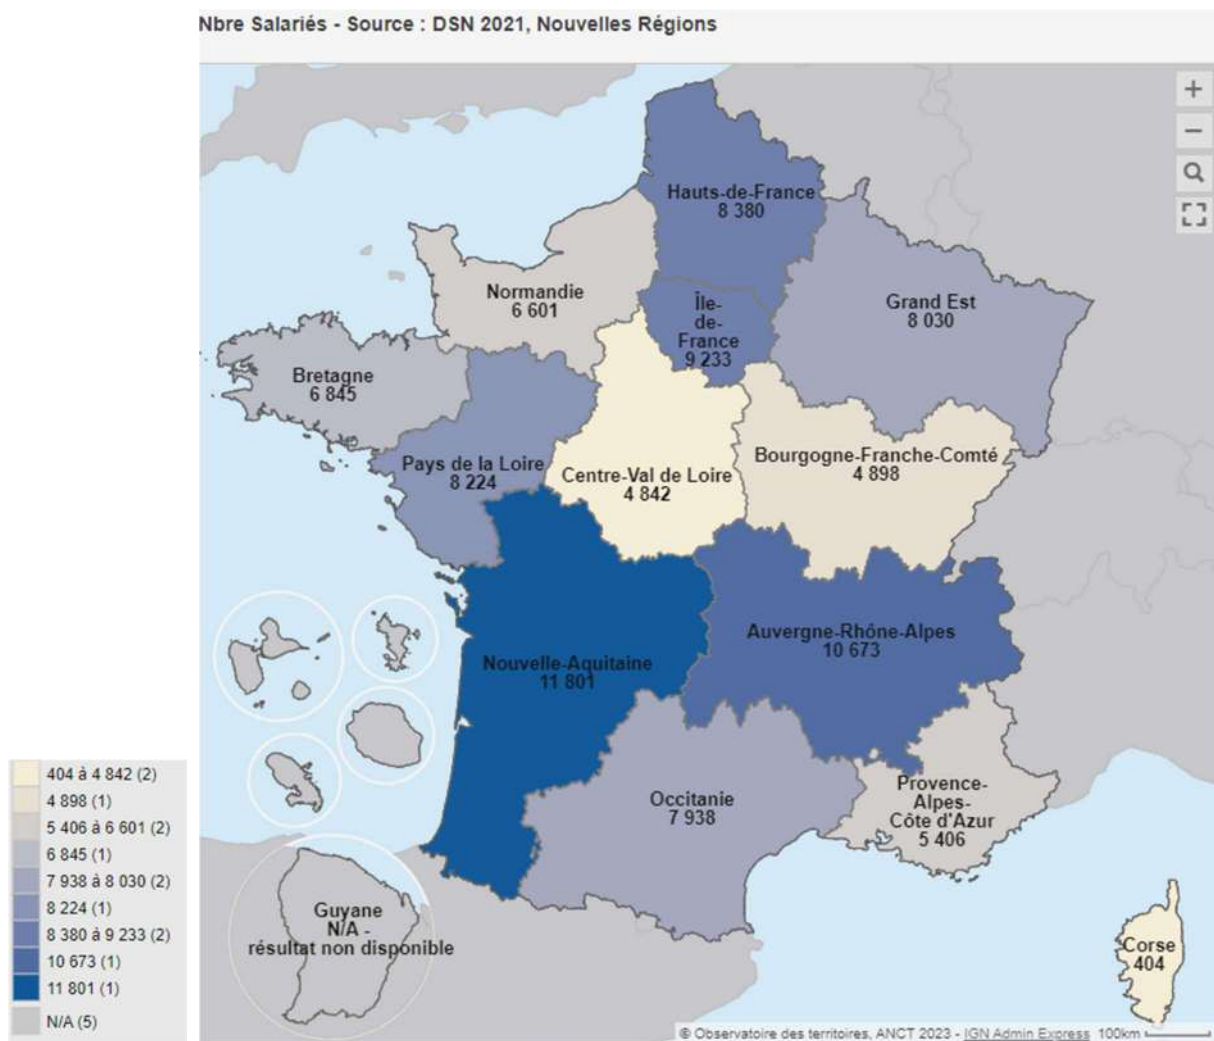 Nbre Salariés - Source : DSN 2021, Nouvelles Régions
+
−
Hauts-de-France
8 380
Normandie
6 601
Île-
de-
France
9 233
Grand Est
8 030
Bretagne
6 845
Pays de la Loire
8 224
Centre-Val de Loire
4 842
Bourgogne-Franche-Comté
4 898
Nouvelle-Aquitaine
11 801
Auvergne-Rhône-Alpes
10 673
Occitanie
7 938
Provence-
Alpes-
Côte d'Azur
5 406
Corse
404
Guyane
N/A -
résultat non disponible
404 à 4 842 (2)
4 898 (1)
5 406 à 6 601 (2)
6 845 (1)
7 938 à 8 030 (2)
8 224 (1)
8 380 à 9 233 (2)
10 673 (1)
11 801 (1)
N/A (5)
© Observatoire des territoires, ANCT 2023 - IGN Admin Express 100km